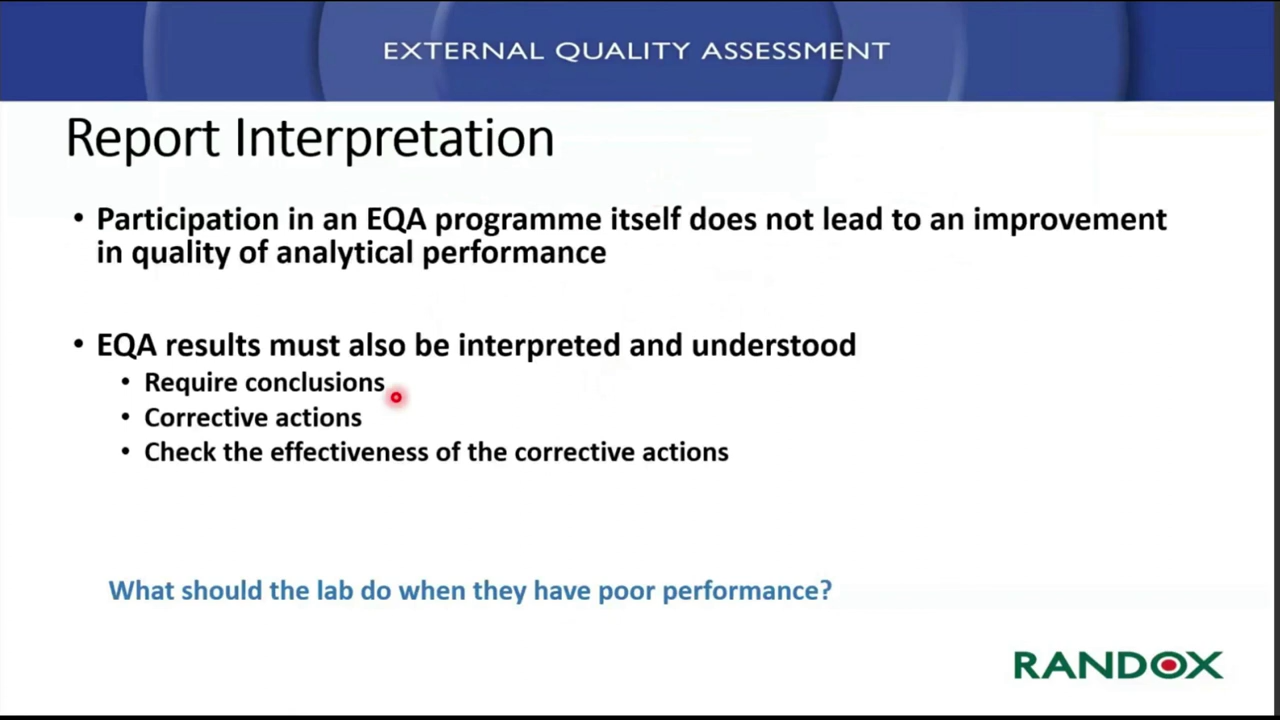 EXTERNAL QUALITY ASSESSMENT
Report Interpretation
• Participation in an EQA programme itself does not lead to an improvement
in quality of analytical performance
• EQA results must also be interpreted and understood
• Require conclusions
• Corrective actions
• Check the effectiveness of the corrective actions
What should the lab do when they have poor performance?
RANDOX